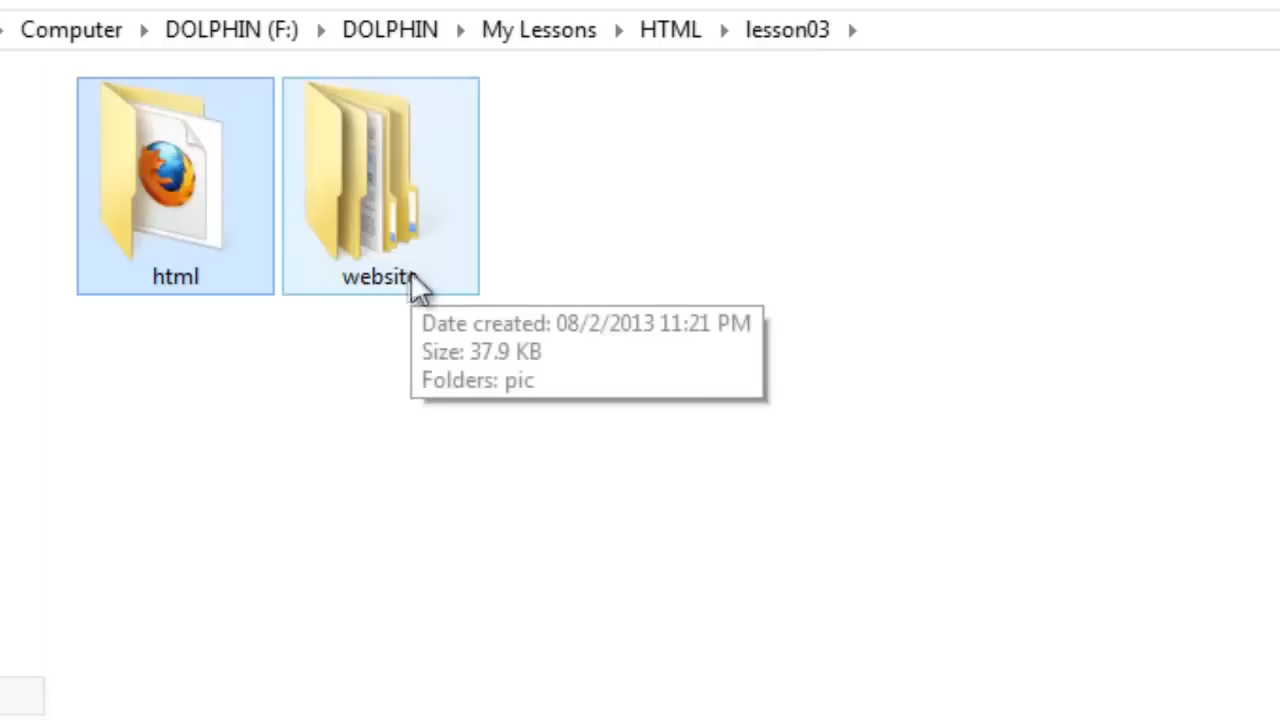 Computer DOLPHIN (F:) DOLPHIN My Lessons HTML lesson03
html
website
Date created: 08/2/2013 11:21 PM
Size: 37.9 KB
Folders: pic